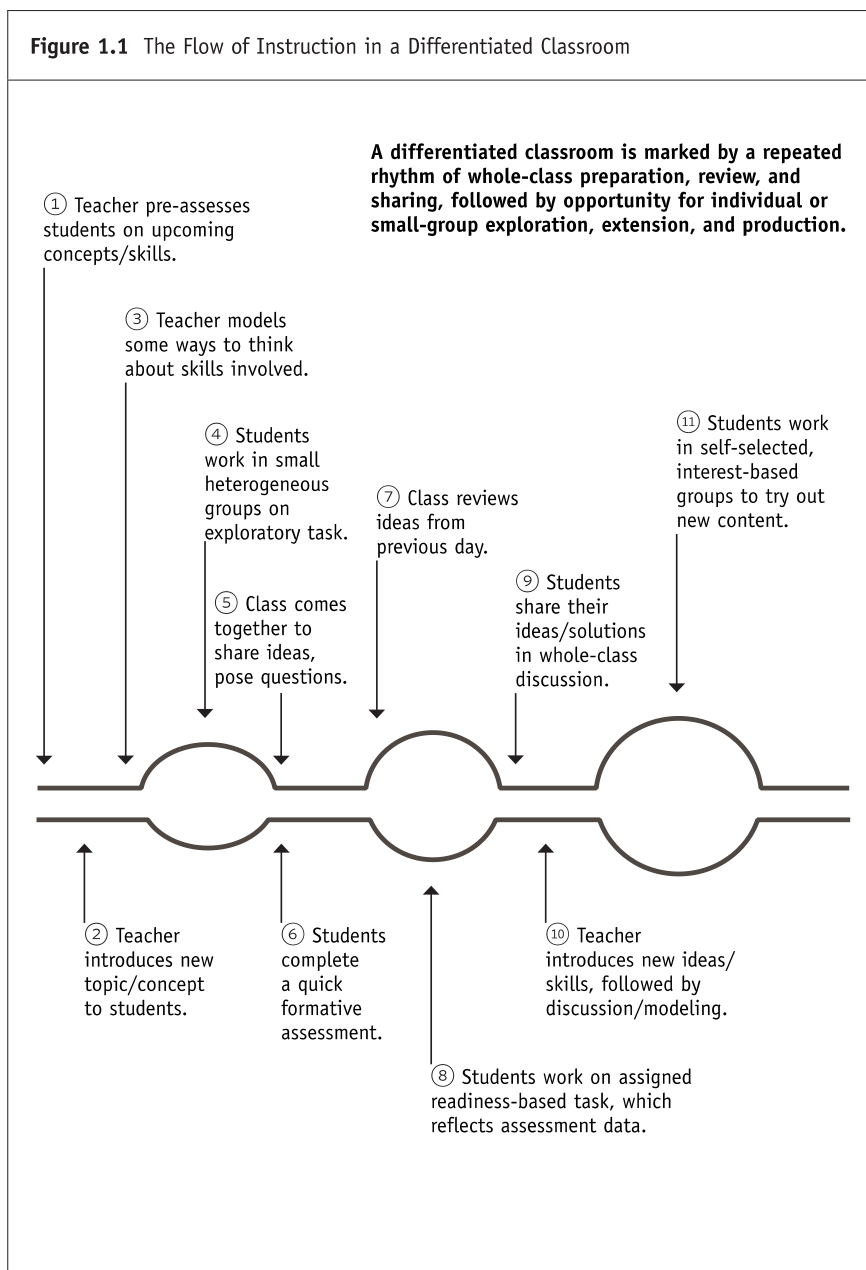 Figure 1.1 The Flow of Instruction in a Differentiated Classroom
A differentiated classroom is marked by a repeated
rhythm of whole-class preparation, review, and
sharing, followed by opportunity for individual or
small-group exploration, extension, and production.
① Teacher pre-assesses
students on upcoming
concepts/skills.
③ Teacher models
some ways to think
about skills involved.
④ Students
work in small
heterogeneous
groups on
exploratory task.
⑤ Class comes
together to
share ideas,
pose questions.
⑦ Class reviews
ideas from
previous day.
⑨ Students
share their
ideas/solutions
in whole-class
discussion.
⑪ Students work
in self-selected,
interest-based
groups to try out
new content.
② Teacher
introduces new
topic/concept
to students.
⑥ Students
complete
a quick
formative
assessment.
⑧ Students work on assigned
readiness-based task, which
reflects assessment data.
⑩ Teacher
introduces new ideas/
skills, followed by
discussion/modeling.